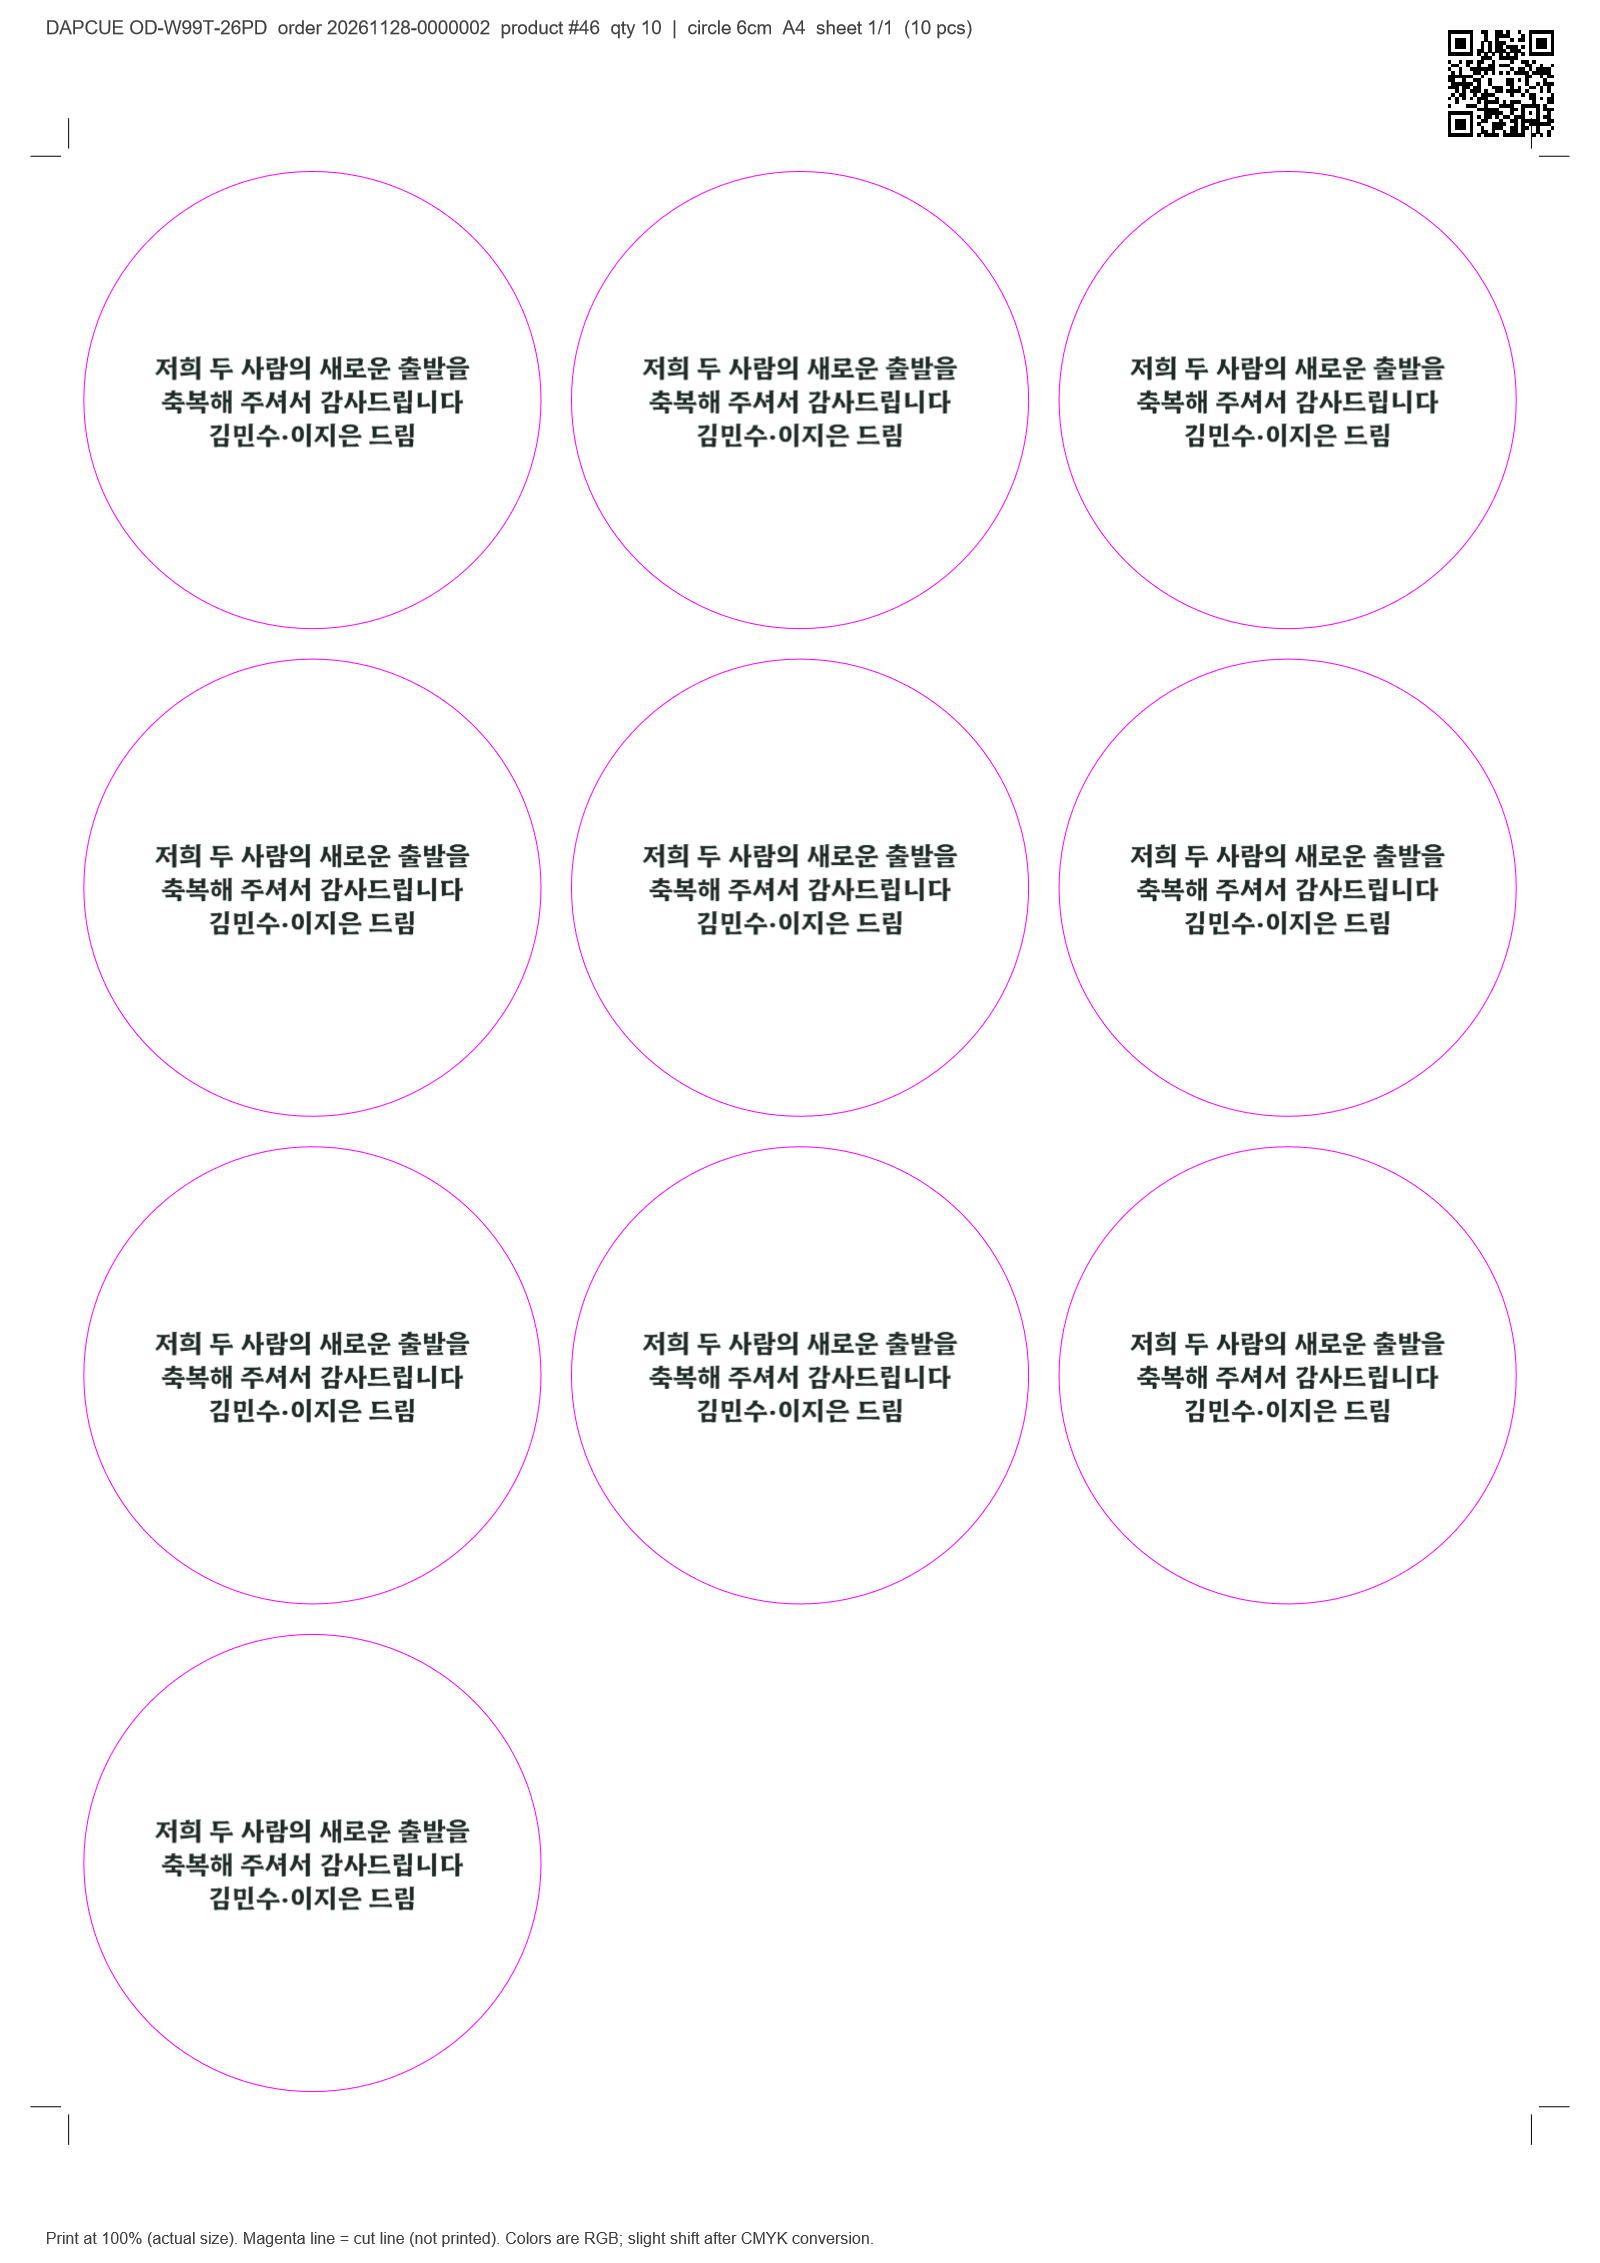 DAPCUE OD-W99T-26PD order 20261128-0000002 product #46 qty 10 | circle 6cm A4 sheet 1/1 (10 pcs)
저희 두 사람의 새로운 출발을
축복해 주셔서 감사드립니다
김민수·이지은 드림
저희 두 사람의 새로운 출발을
축복해 주셔서 감사드립니다
김민수·이지은 드림
저희 두 사람의 새로운 출발을
축복해 주셔서 감사드립니다
김민수·이지은 드림
저희 두 사람의 새로운 출발을
축복해 주셔서 감사드립니다
김민수·이지은 드림
저희 두 사람의 새로운 출발을
축복해 주셔서 감사드립니다
김민수·이지은 드림
저희 두 사람의 새로운 출발을
축복해 주셔서 감사드립니다
김민수·이지은 드림
저희 두 사람의 새로운 출발을
축복해 주셔서 감사드립니다
김민수·이지은 드림
저희 두 사람의 새로운 출발을
축복해 주셔서 감사드립니다
김민수·이지은 드림
저희 두 사람의 새로운 출발을
축복해 주셔서 감사드립니다
김민수·이지은 드림
저희 두 사람의 새로운 출발을
축복해 주셔서 감사드립니다
김민수·이지은 드림
Print at 100% (actual size). Magenta line = cut line (not printed). Colors are RGB; slight shift after CMYK conversion.